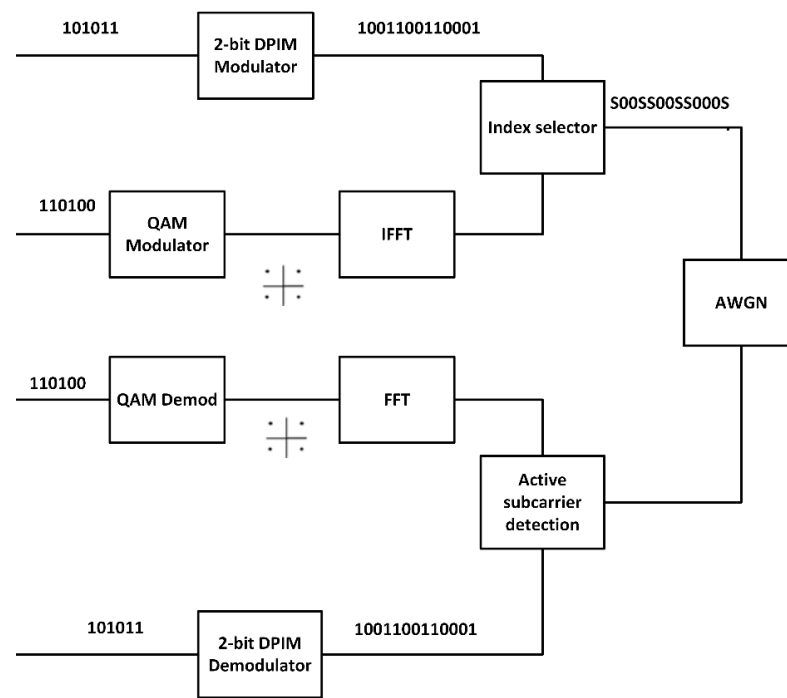 101011
2-bit DPIM
Modulator
1001100110001
Index selector
S00SS00SS000S
110100
QAM
Modulator
IFFT
AWGN
110100
QAM Demod
FFT
Active
subcarrier
detection
101011
2-bit DPIM
Demodulator
1001100110001